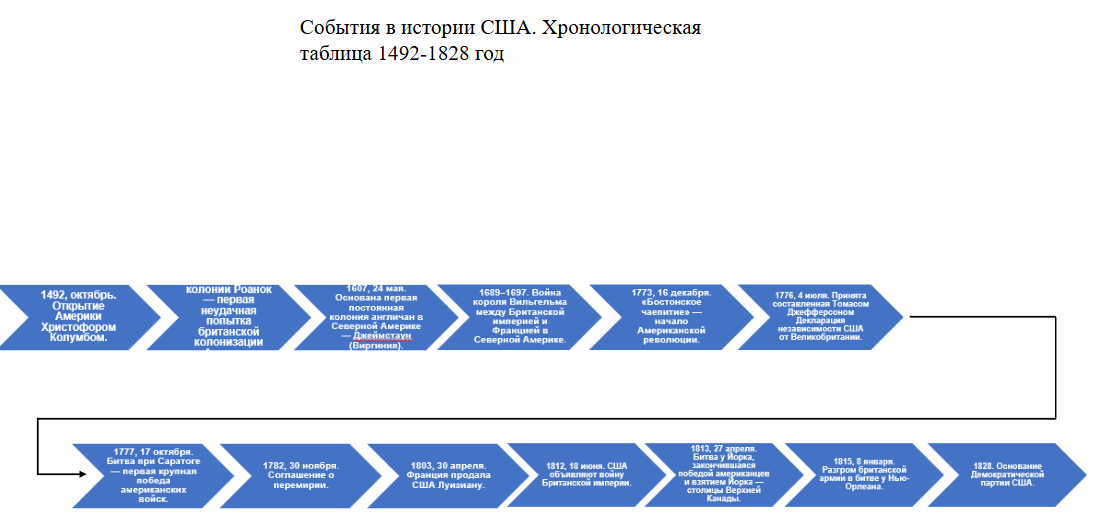 События в истории США. Хронологическая
таблица 1492-1828 год
1492, октябрь.
Открытие
Америки
Христофором
Колумбом.
колонии Роанок
— первая
неудачная
попытка
британской
колонизации
1607, 24 мая.
Основана первая
постоянная
колония англичан в
Северной Америке
— Джеймстаун
(Виргиния).
1689–1697. Война
короля Вильгельма
между Британской
империей и
Францией в
Северной Америке.
1773, 16 декабря.
«Бостонское
чаепитие» —
начало
Американской
революции.
1776, 4 июля. Принята
составленная Томасом
Джефферсоном
Декларация
независимости США
от Великобритании.
1777, 17 октября.
Битва при Саратоге
— первая крупная
победа
американских
войск.
1782, 30 ноября.
Соглашение о
перемирии.
1803, 30 апреля.
Франция продала
США Луизиану.
1812, 18 июня. США
объявляют войну
Британской империи.
1813, 27 апреля.
Битва у Йорка,
закончившаяся
победой американцев
и взятием Йорка —
столицы Верхней
Канады.
1815, 8 января.
Разгром британской
армии в битве у Нью-
Орлеана.
1828. Основание
Демократической
партии США.